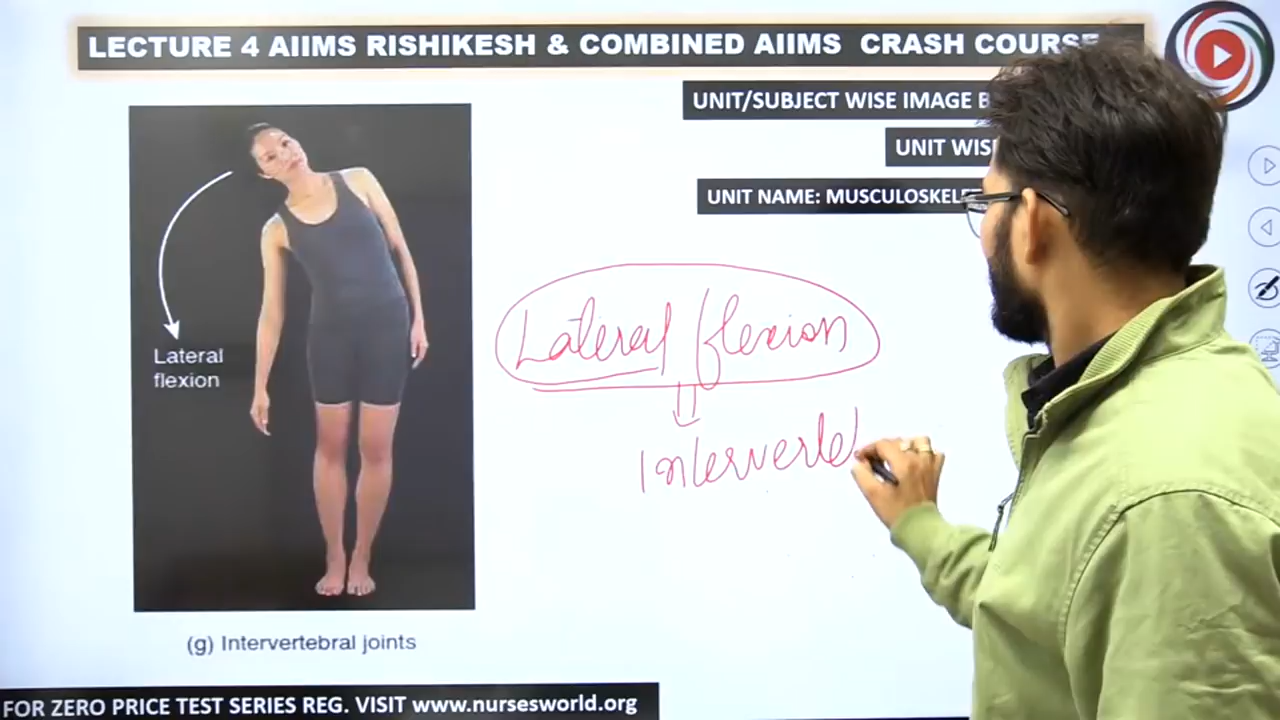 LECTURE 4 AIIMS RISHIKESH & COMBINED AIIMS CRASH COURSE
UNIT/SUBJECT WISE IMAGE B
UNIT WIS
UNIT NAME: MUSCULOSKELET
Lateral flexion
Interverteb
Lateral
flexion
(g) Intervertebral joints
FOR ZERO PRICE TEST SERIES REG. VISIT www.nursesworld.org